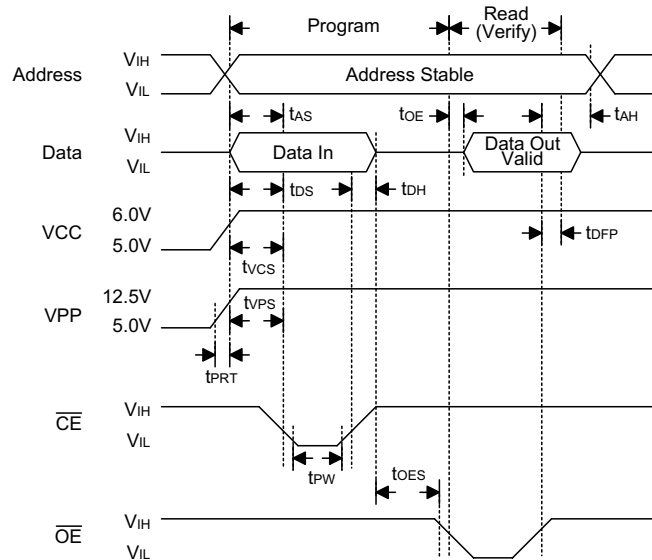 Program
Read
(Verify)
Address
VIH
VIL
Address Stable
tAS
tOE
tAH
Data
VIH
VIL
Data In
Data Out
Valid
tDS
tDH
VCC
6.0V
5.0V
tVCS
tDFP
VPP
12.5V
5.0V
tVPS
tPRT
CE
VIH
VIL
tPW
tOES
OE
VIH
VIL